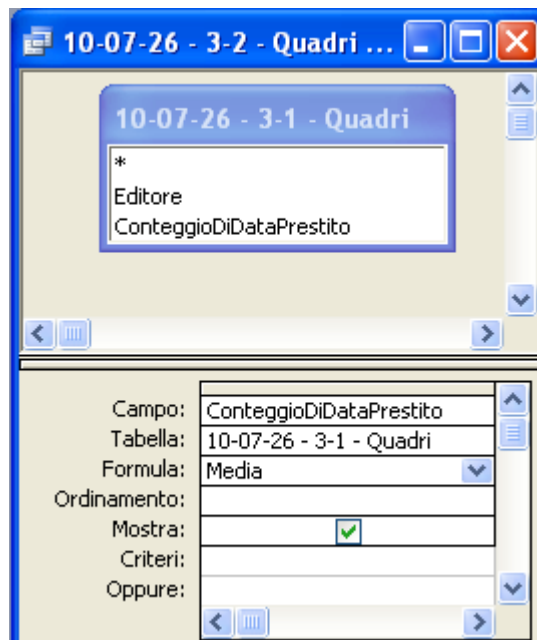 10-07-26 - 3-2 - Quadri ...
10-07-26 - 3-1 - Quadri
*
Editore
ConteggioDiDataPrestito
Campo: ConteggioDiDataPrestito
Tabella: 10-07-26 - 3-1 - Quadri
Formula: Media
Ordinamento:
Mostra:
Criteri:
Oppure: